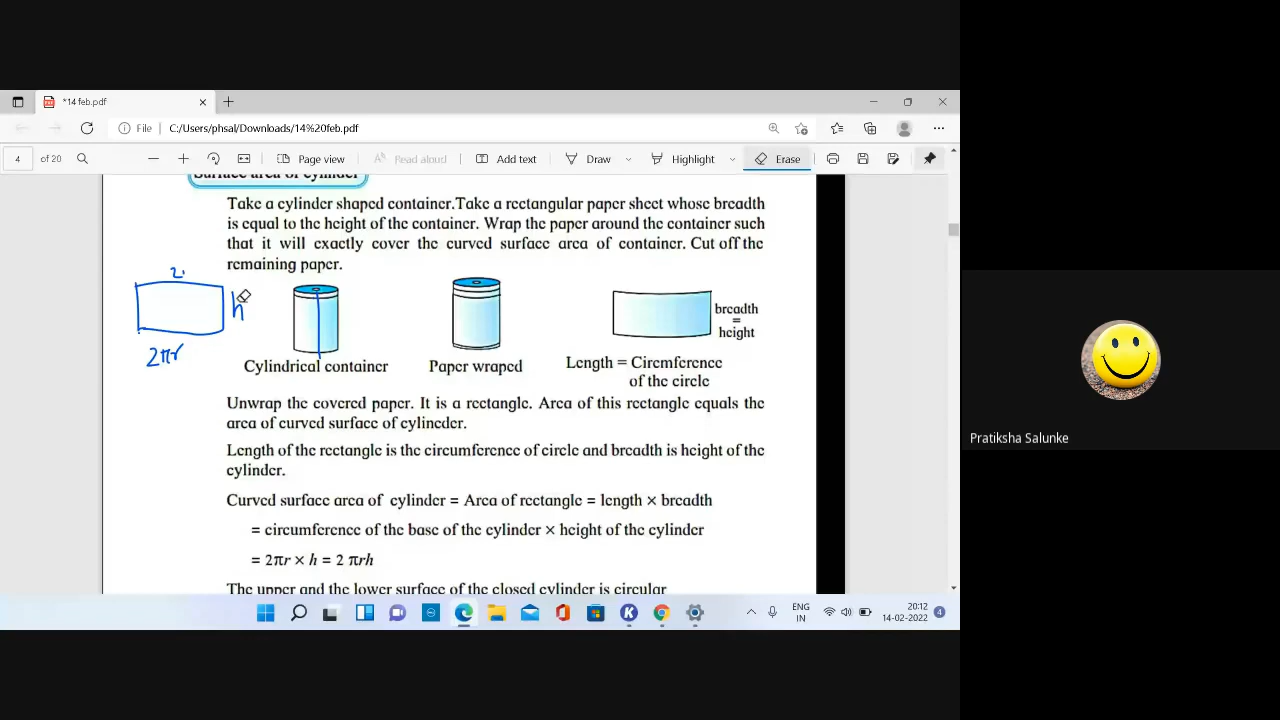 *14 feb.pdf
File
C:/Users/phsal/Downloads/14%20feb.pdf
4 of 20
Page view
Read aloud
Add text
Draw
Highlight
Erase
Surface area of cylinder
Take a cylinder shaped container.Take a rectangular paper sheet whose breadth
is equal to the height of the container. Wrap the paper around the container such
that it will exactly cover the curved surface area of container. Cut off the
remaining paper.
2
h
2πr
breadth
=
height
Cylindrical container
Paper wraped
Length = Ciremference
of the circle
Unwrap the covered paper. It is a rectangle. Area of this rectangle equals the
area of curved surface of cylineder.
Length of the rectangle is the circumference of circle and breadth is height of the
cylinder.
Curved surface area of cylinder = Area of rectangle = length × breadth
= circumference of the base of the cylinder × height of the cylinder
= 2πr × h = 2 πrh
The upper and the lower surface of the closed cylinder is circular
ENG
IN
20:12
14-02-2022
4
Pratiksha Salunke